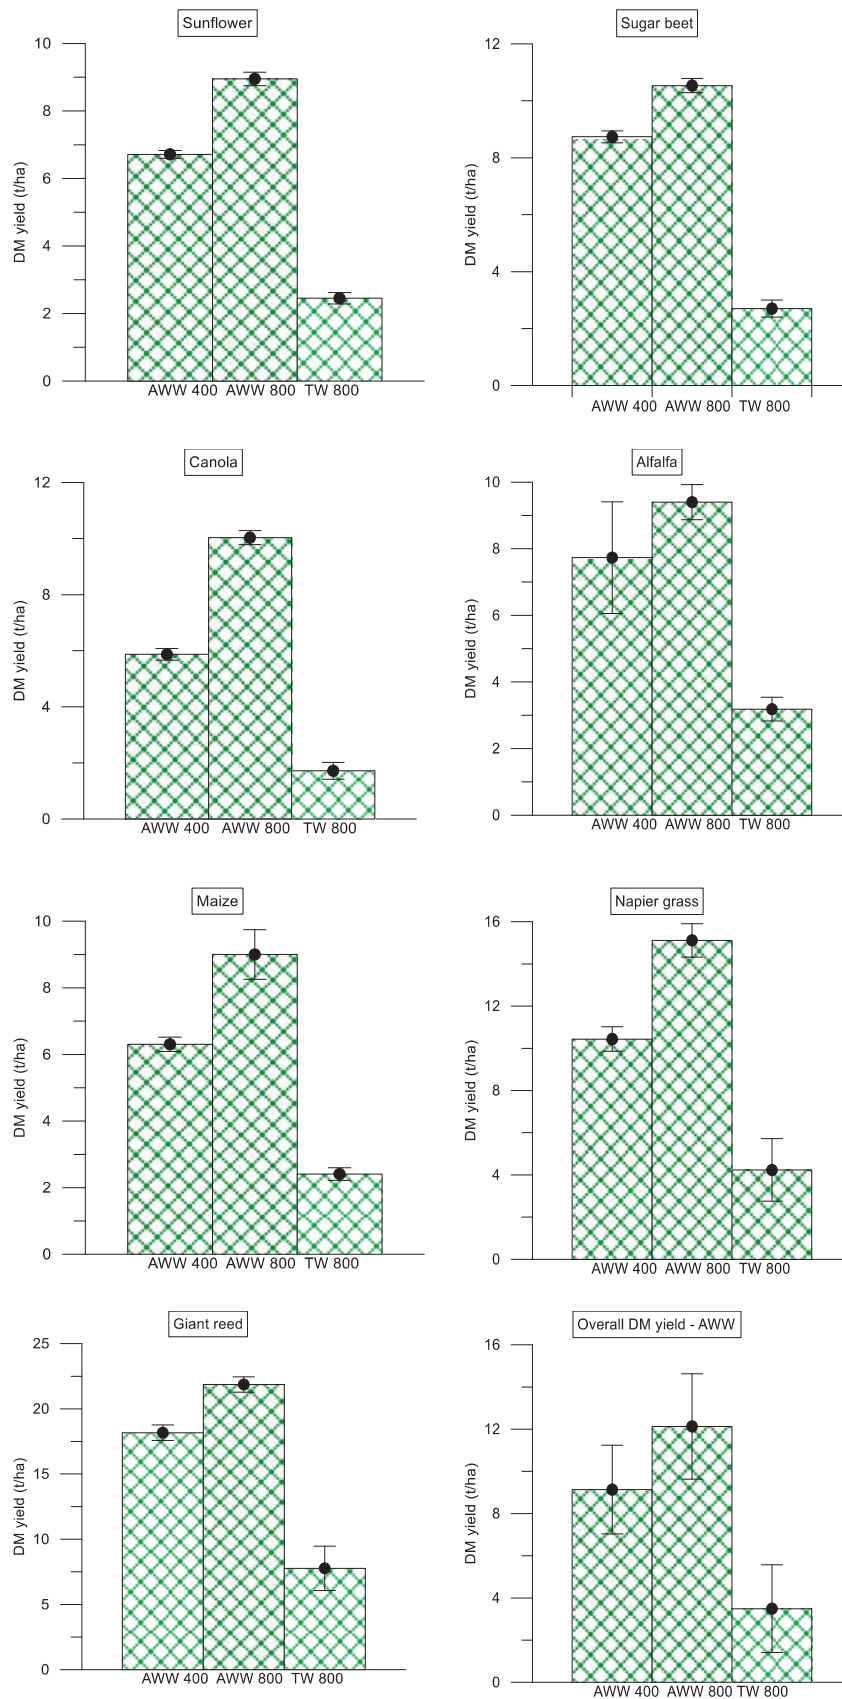 Sunflower
10
8
6
4
2
0
DM yield (t/ha)
AWW 400 AWW 800 TW 800
Sugar beet
12
8
4
0
DM yield (t/ha)
AWW 400 AWW 800 TW 800
Canola
12
8
4
0
DM yield (t/ha)
AWW 400 AWW 800 TW 800
Alfalfa
10
8
6
4
2
0
DM yield (t/ha)
AWW 400 AWW 800 TW 800
Maize
10
8
6
4
2
0
DM yield (t/ha)
AWW 400 AWW 800 TW 800
Napier grass
16
12
8
4
0
DM yield (t/ha)
AWW 400 AWW 800 TW 800
Giant reed
25
20
15
10
5
0
DM yield (t/ha)
AWW 400 AWW 800 TW 800
Overall DM yield - AWW
16
12
8
4
0
DM yield (t/ha)
AWW 400 AWW 800 TW 800